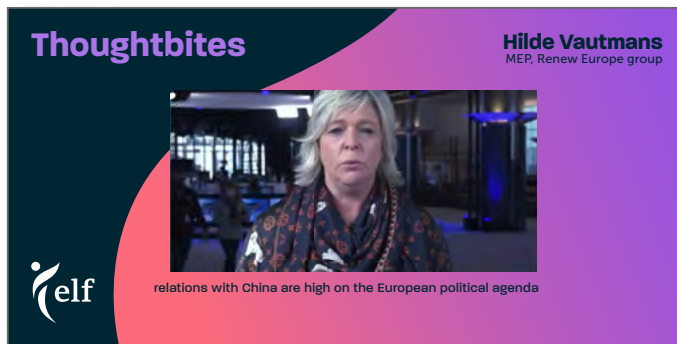 Thoughtbites
Hilde Vautmans
MEP, Renew Europe group
relations with China are high on the European political agenda
elf